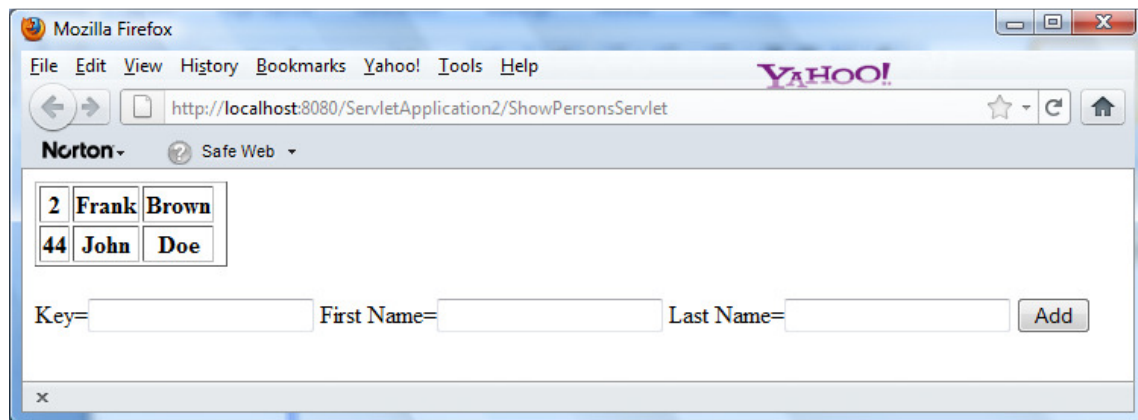 Mozilla Firefox
File Edit View History Bookmarks Yahoo! Tools Help YAHOO!
http://localhost:8080/ServletApplication2/ShowPersonsServlet
Norton Safe Web
2 Frank Brown
44 John Doe
Key= First Name= Last Name= Add
x